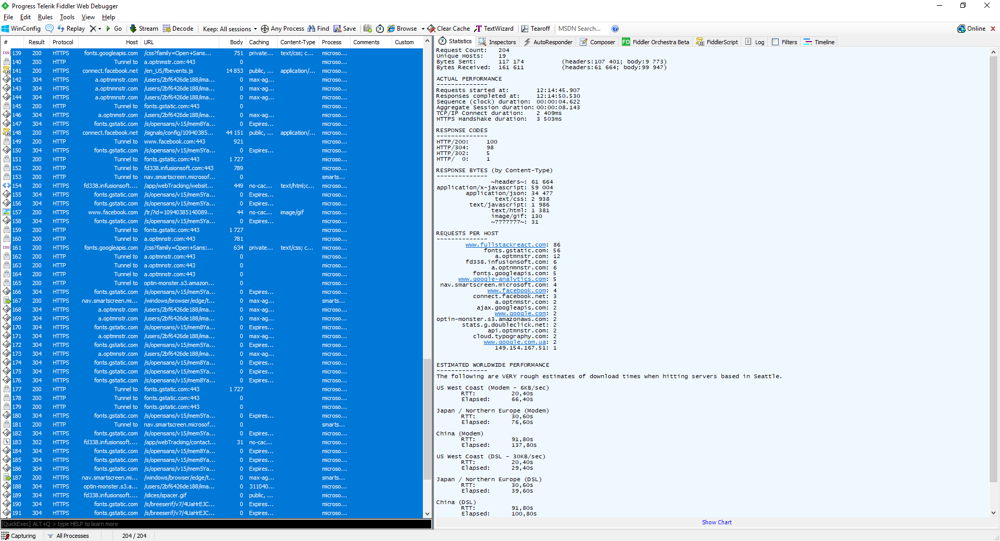 Progress Telerik Fiddler Web Debugger
File Edit Rules Tools View Help
WinConfig Replay Go Stream Decode Keep: All sessions Any Process Find Save Browse Clear Cache TextWizard Tearoff MSDN Search... Online
# Result Protocol Host URL Body Caching Content-Type Process Comments Custom
139 200 HTTPS fonts.googleapis.com /css?family=Open+Sans... 751 private... text/css; c... microso...
140 200 HTTP Tunnel to a.optnmstr.com:443 0 microso...
141 200 HTTPS connect.facebook.net /en_US/fbevents.js 14 853 public, ... application/... microso...
142 304 HTTPS a.optnmnstr.com /users/2bf6426de188/ima... 0 max-ag... microso...
143 304 HTTPS a.optnmnstr.com /users/2bf6426de188/ima... 0 max-ag... microso...
144 304 HTTPS a.optnmnstr.com /users/2bf6426de188/ima... 0 max-ag... microso...
145 200 HTTP Tunnel to fonts.gstatic.com:443 0 microso...
146 304 HTTPS a.optnmstr.com /users/2bf6426de188/ima... 0 max-ag... microso...
147 304 HTTPS fonts.gstatic.com /s/opensans/v15/mem8Ya... 0 Expires... microso...
148 200 HTTPS connect.facebook.net /signals/config/10940385... 44 151 public, ... application/... microso...
149 200 HTTP Tunnel to www.facebook.com:443 921 microso...
150 304 HTTPS fonts.gstatic.com /s/opensans/v15/mem5Ya... 0 Expires... microso...
151 200 HTTP Tunnel to fonts.gstatic.com:443 1 727 microso...
152 200 HTTP Tunnel to fd338.infusionsoft.com:443 789 microso...
153 200 HTTP Tunnel to nav.smartscreen.microsof... 0 smarts...
154 200 HTTPS fd338.infusionsoft.... /app/webTracking/websit... 449 no-cac... text/html;c... microso...
155 304 HTTPS fonts.gstatic.com /s/opensans/v15/mem5Ya... 0 Expires... microso...
156 304 HTTPS fonts.gstatic.com /s/opensans/v15/mem5Ya... 0 Expires... microso...
157 200 HTTPS www.facebook.com /tr/?id=10940385140089... 44 no-cac... image/gif microso...
158 304 HTTPS fonts.gstatic.com /s/opensans/v15/mem5Ya... 0 Expires... microso...
159 200 HTTP Tunnel to fonts.gstatic.com:443 1 727 microso...
160 200 HTTP Tunnel to a.optmnstr.com:443 781 microso...
161 200 HTTPS fonts.googleapis.com /css?family=Open+Sans:... 634 private... text/css; c... microso...
162 200 HTTP Tunnel to a.optmnstr.com:443 0 microso...
163 200 HTTP Tunnel to a.optmnstr.com:443 0 microso...
164 200 HTTP Tunnel to a.optmnstr.com:443 0 microso...
165 200 HTTP Tunnel to optin-monster.s3.amazon... 0 microso...
166 304 HTTPS fonts.gstatic.com /s/opensans/v15/mem5Ya... 0 Expires... microso...
167 200 HTTPS nav.smartscreen.mi... /windows/browser/edge/t... 0 max-ag... smarts...
168 304 HTTPS a.optmnstr.com /users/2bf6426de188/ima... 0 max-ag... microso...
169 304 HTTPS a.optmnstr.com /users/2bf6426de188/ima... 0 max-ag... microso...
170 304 HTTPS fonts.gstatic.com /s/opensans/v15/mem8Ya... 0 Expires... microso...
171 304 HTTPS a.optmnstr.com /users/2bf6426de188/ima... 0 max-ag... microso...
172 304 HTTPS fonts.gstatic.com /s/opensans/v15/mem5Ya... 0 Expires... microso...
173 304 HTTPS a.optmnstr.com /users/2bf6426de188/ima... 0 max-ag... microso...
174 304 HTTPS fonts.gstatic.com /s/opensans/v15/mem8Ya... 0 Expires... microso...
175 304 HTTPS fonts.gstatic.com /s/opensans/v15/mem5Ya... 0 Expires... microso...
176 304 HTTPS fonts.gstatic.com /s/opensans/v15/mem8Ya... 0 Expires... microso...
177 200 HTTP Tunnel to fonts.gstatic.com:443 1 727 microso...
178 200 HTTP Tunnel to fonts.gstatic.com:443 0 microso...
179 200 HTTP Tunnel to fonts.gstatic.com:443 0 microso...
180 304 HTTPS fonts.gstatic.com /s/opensans/v15/mem5Ya... 0 Expires... microso...
181 200 HTTP Tunnel to nav.smartscreen.microsof... 0 smarts...
182 304 HTTPS fonts.gstatic.com /s/opensans/v15/mem5Ya... 0 Expires... microso...
183 302 HTTPS fd338.infusionsoft.... /app/webTracking/contact... 31 no-cac... microso...
184 304 HTTPS fonts.gstatic.com /s/opensans/v15/mem8Ya... 0 Expires... microso...
185 304 HTTPS fonts.gstatic.com /s/opensans/v15/mem5Ya... 0 Expires... microso...
186 304 HTTPS fonts.gstatic.com /s/opensans/v15/mem5Ya... 0 Expires... microso...
187 200 HTTPS nav.smartscreen.mi... /windows/browser/edge/t... 0 max-ag... smarts...
188 304 HTTPS optin-monster.s3.a... /users/2bf6426de188/ima... 0 311040... microso...
189 304 HTTPS fd338.infusionsoft.... /slices/spacer.gif 0 public, ... microso...
190 304 HTTPS fonts.gstatic.com /s/breeserif/v7/4UaHrEJC... 0 Expires... microso...
191 304 HTTPS fonts.gstatic.com /s/breeserif/v7/4UaHrEJC... 0 Expires... microso...
[QuickExec] ALT+Q > type HELP to learn more
Capturing All Processes 204 / 204
Statistics Inspectors AutoResponder Composer FO Fiddler Orchestra Beta FiddlerScript Log Filters Timeline
Request Count: 204
Unique Hosts: 19
Bytes Sent: 117 174 (headers:107 401; body:9 773)
Bytes Received: 161 611 (headers:61 664; body:99 947)
ACTUAL PERFORMANCE
--------------
Requests started at: 12:14:45.907
Responses completed at: 12:14:50.530
Sequence (clock) duration: 00:00:04.622
Aggregate Session duration: 00:00:08.143
TCP/IP Connect duration: 2 409ms
HTTPS Handshake duration: 3 503ms
RESPONSE CODES
--------------
HTTP/200: 100
HTTP/304: 98
HTTP/302: 5
HTTP/ 0: 1
RESPONSE BYTES (by Content-Type)
--------------
~headers~: 61 664
application/x-javascript: 59 004
application/json: 34 477
text/css: 2 938
text/javascript: 1 986
text/html: 1 381
image/gif: 130
~???????~: 31
REQUESTS PER HOST
--------------
www.fullstackreact.com: 86
fonts.gstatic.com: 56
a.optmnstr.com: 12
fd338.infusionsoft.com: 6
a.optnmstr.com: 6
fonts.googleapis.com: 5
www.google-analytics.com: 5
nav.smartscreen.microsoft.com: 4
www.facebook.com: 4
connect.facebook.net: 3
a.optnmnstr.com: 2
ajax.googleapis.com: 2
www.google.com: 2
optin-monster.s3.amazonaws.com: 2
stats.g.doubleclick.net: 2
api.optmnstr.com: 2
cloud.typography.com: 2
www.google.com.ua: 2
149.154.167.51: 1
ESTIMATED WORLDWIDE PERFORMANCE
--------------
The following are VERY rough estimates of download times when hitting servers based in Seattle.
US West Coast (Modem - 6KB/sec)
RTT: 20,40s
Elapsed: 66,40s
Japan / Northern Europe (Modem)
RTT: 30,60s
Elapsed: 76,60s
China (Modem)
RTT: 91,80s
Elapsed: 137,80s
US West Coast (DSL - 30KB/sec)
RTT: 20,40s
Elapsed: 29,40s
Japan / Northern Europe (DSL)
RTT: 30,60s
Elapsed: 39,60s
China (DSL)
RTT: 91,80s
Elapsed: 100,80s
Show Chart